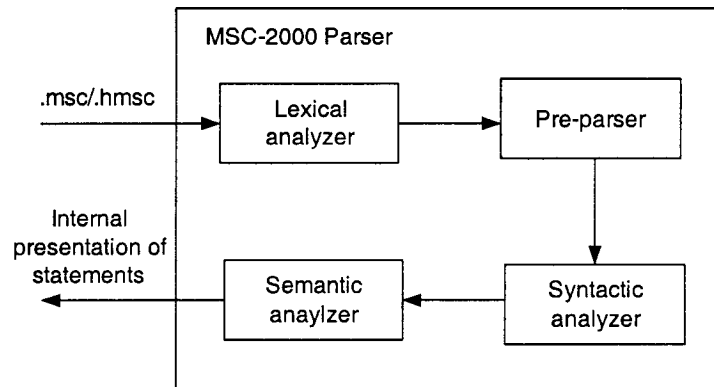 MSC-2000 Parser
.msc/.hmsc
Lexical
analyzer
Pre-parser
Internal
presentation of
statements
Semantic
anaylzer
Syntactic
analyzer